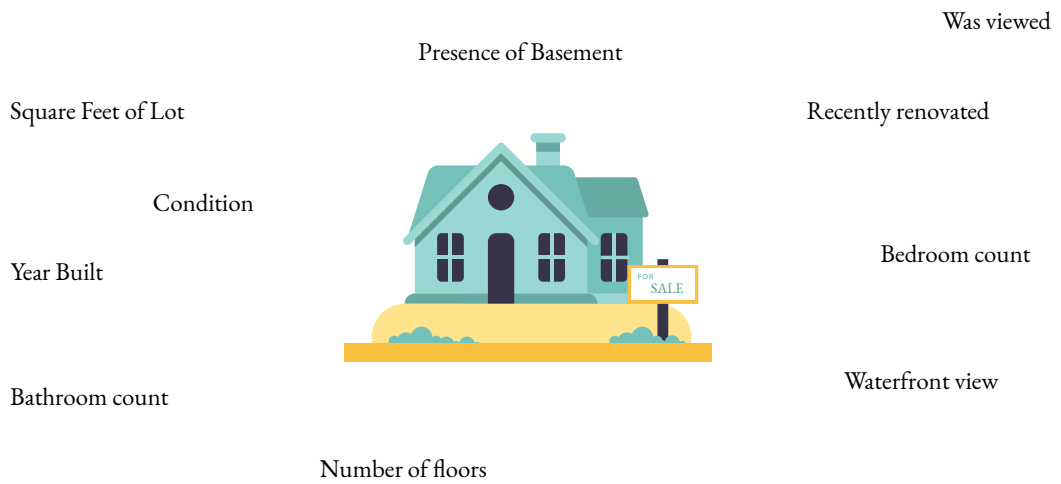 Was viewed
Presence of Basement
Square Feet of Lot
Recently renovated
Condition
Bedroom count
Year Built
FOR
SALE
Waterfront view
Bathroom count
Number of floors